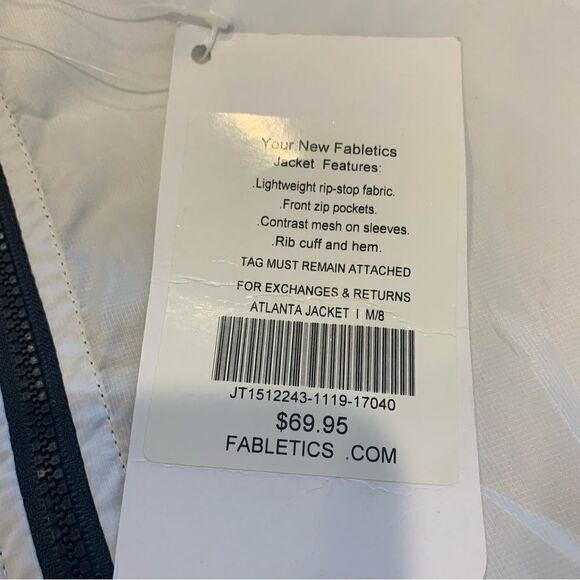 Your New Fabletics
Jacket Features:
.Lightweight rip-stop fabric.
.Front zip pockets.
.Contrast mesh on sleeves.
.Rib cuff and hem.
TAG MUST REMAIN ATTACHED
FOR EXCHANGES & RETURNS
ATLANTA JACKET | M/8
JT1512243-1119-17040
$69.95
FABLETICS .COM